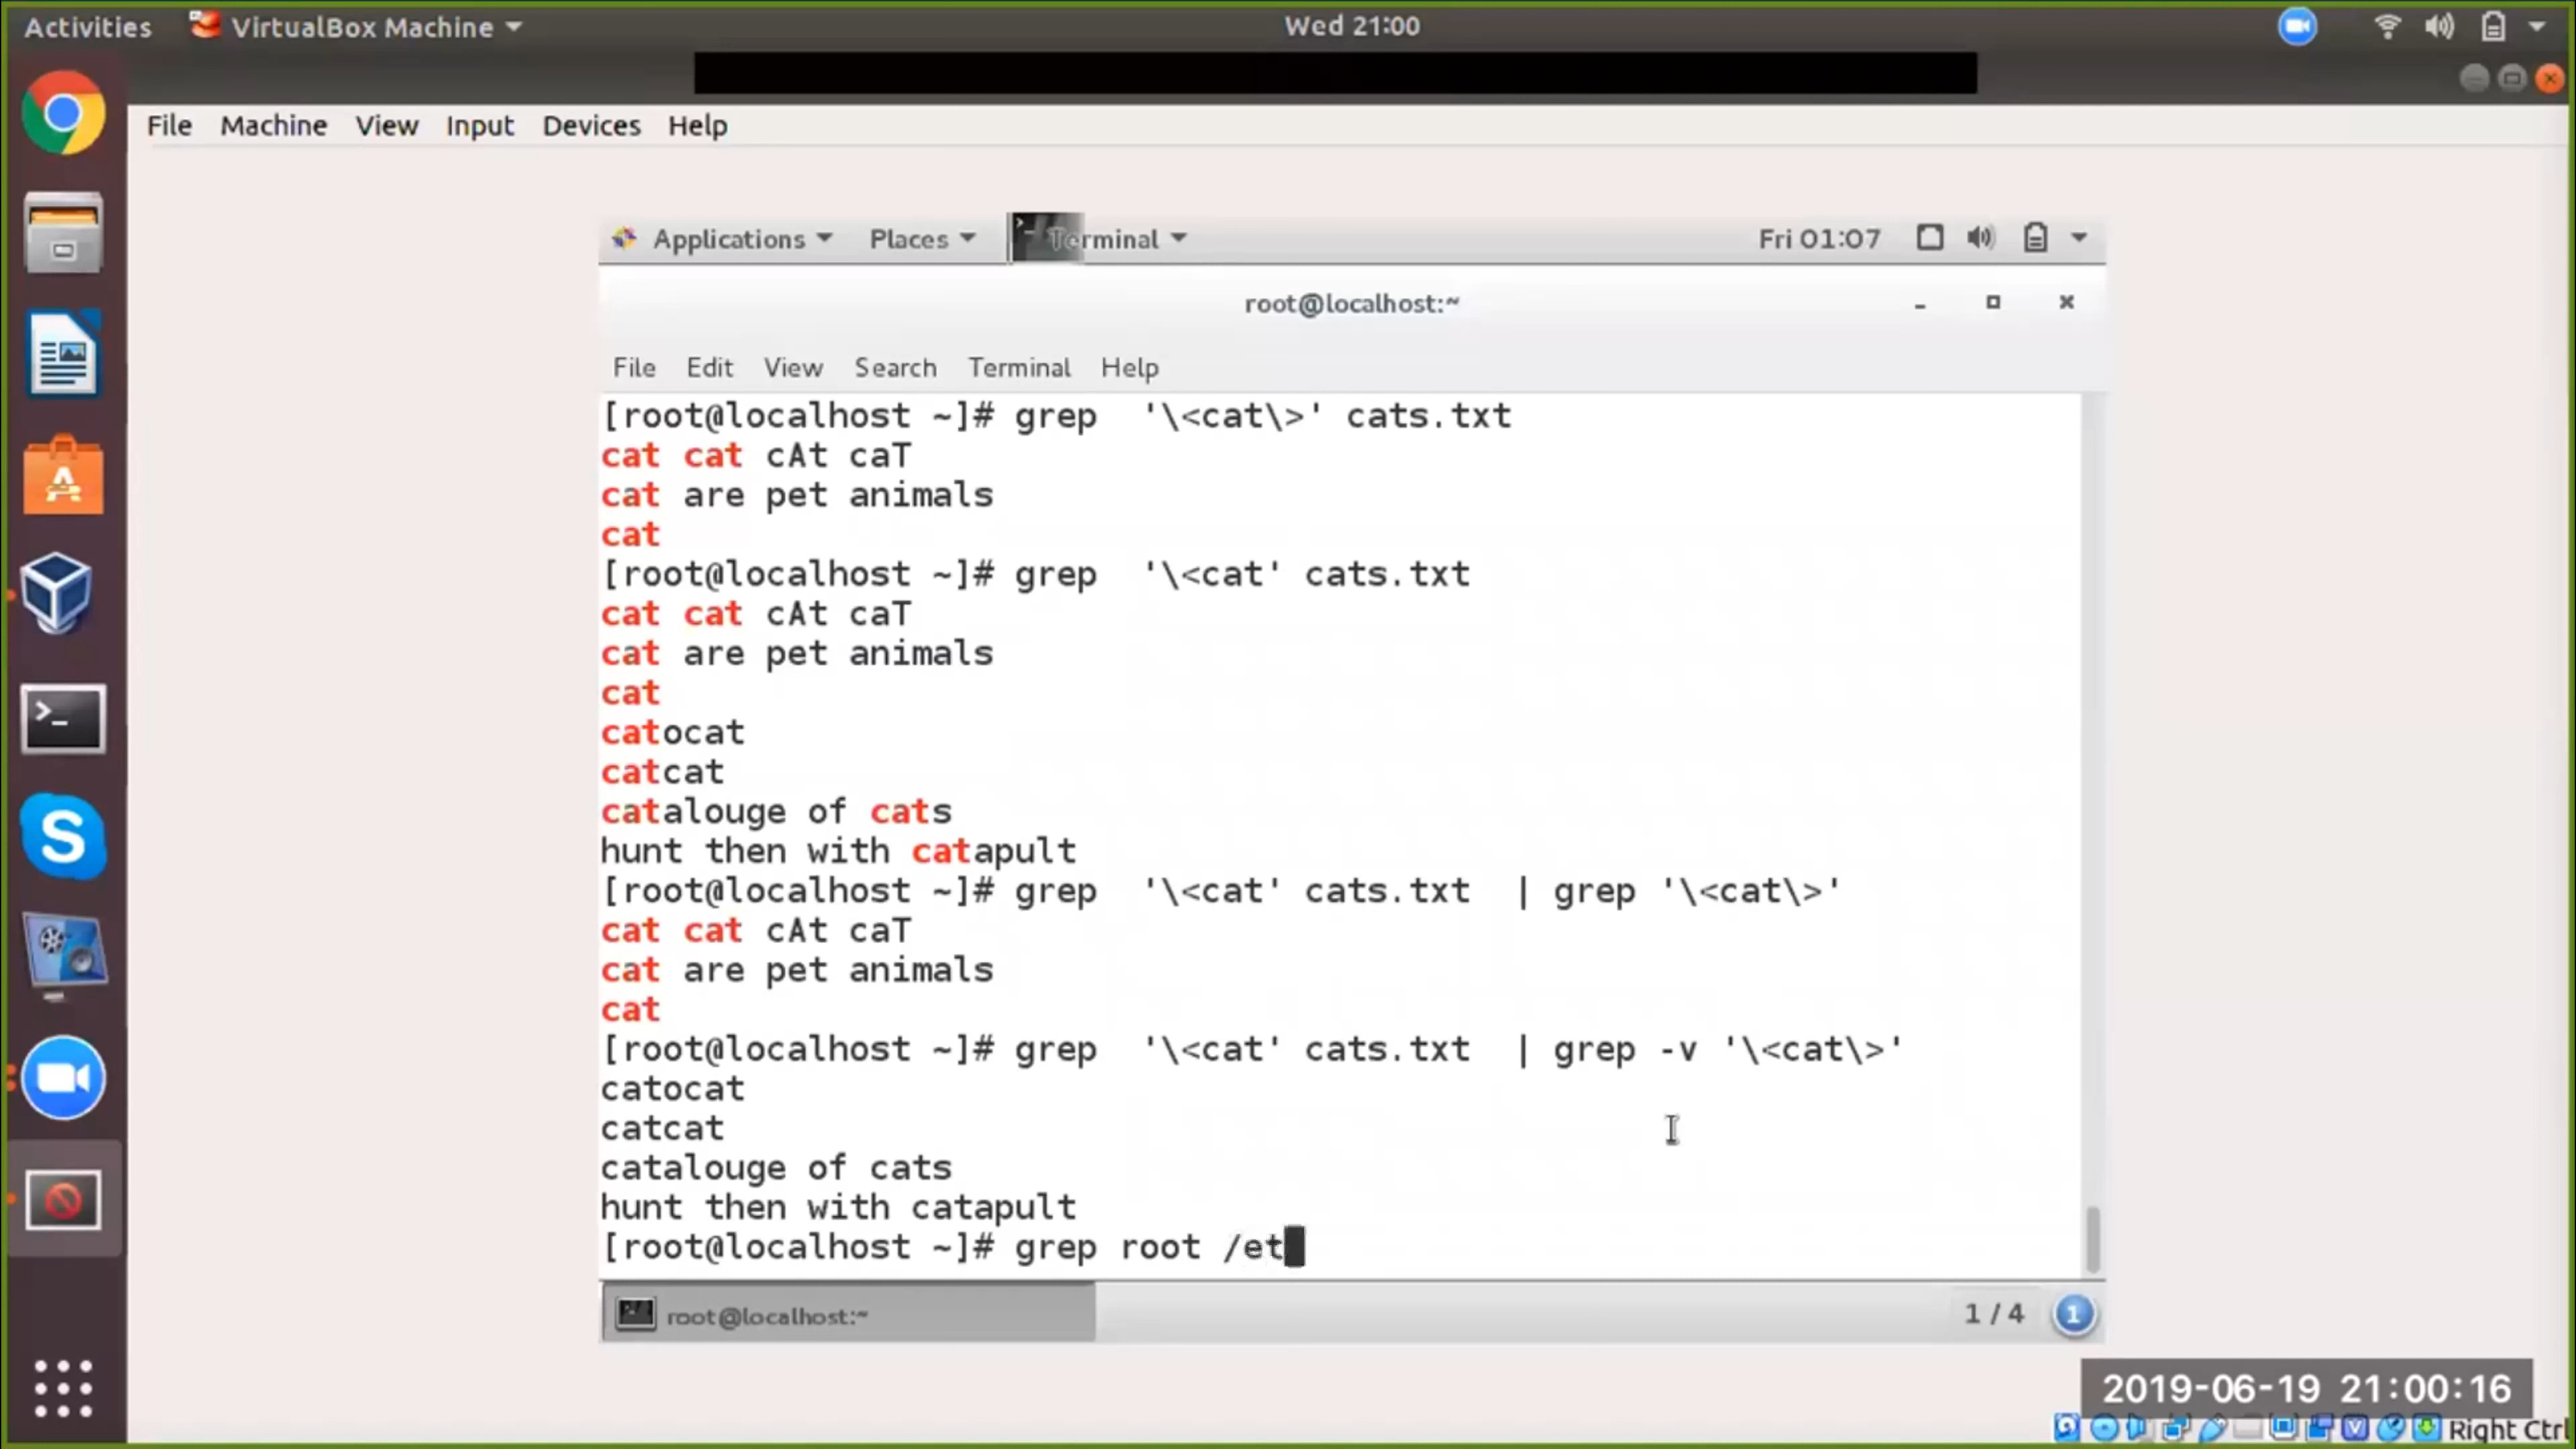 Activities VirtualBox Machine Wed 21:00
File Machine View Input Devices Help
Applications Places Terminal Fri 01:07
root@localhost:~
File Edit View Search Terminal Help
[root@localhost ~]# grep  '\<cat\>' cats.txt
cat cat cAt caT
cat are pet animals
cat
[root@localhost ~]# grep  '\<cat' cats.txt
cat cat cAt caT
cat are pet animals
cat
catocat
catcat
catalouge of cats
hunt then with catapult
[root@localhost ~]# grep  '\<cat' cats.txt  | grep '\<cat\>'
cat cat cAt caT
cat are pet animals
cat
[root@localhost ~]# grep  '\<cat' cats.txt  | grep -v '\<cat\>'
catocat
catcat
catalouge of cats
hunt then with catapult
[root@localhost ~]# grep root /et
root@localhost:~ 1 / 4 1
2019-06-19 21:00:16
Right Ctrl